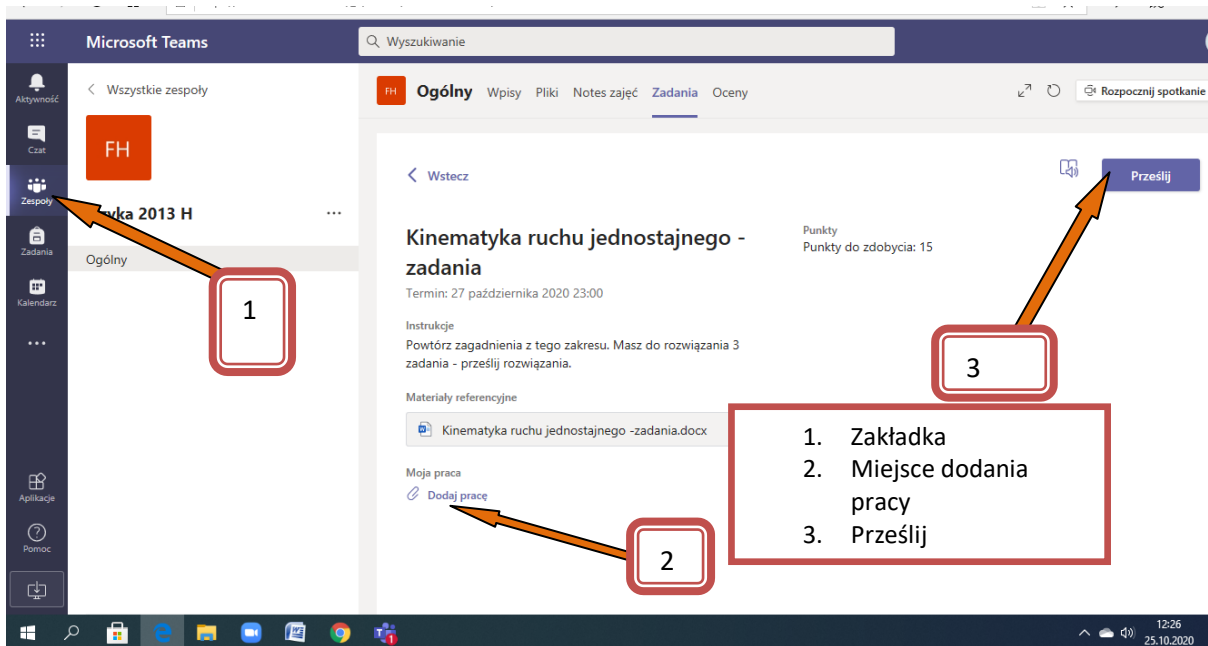 Microsoft Teams
Wyszukiwanie
Aktywność
Czat
Zespoły
Zadania
Kalendarz
Aplikacje
Pomoc
Wszystkie zespoły
FH
yka 2013 H
Ogólny
FH Ogólny Wpisy Pliki Notes zajęć Zadania Oceny
Rozpocznij spotkanie
Wstecz
Prześlij
Kinematyka ruchu jednostajnego -
zadania
Termin: 27 października 2020 23:00
Punkty
Punkty do zdobycia: 15
Instrukcje
Powtórz zagadnienia z tego zakresu. Masz do rozwiązania 3
zadania - prześlij rozwiązania.
Materiały referencyjne
Kinematyka ruchu jednostajnego -zadania.docx
Moja praca
Dodaj pracę
1
2
3
1. Zakładka
2. Miejsce dodania
pracy
3. Prześlij
12:26
25.10.2020